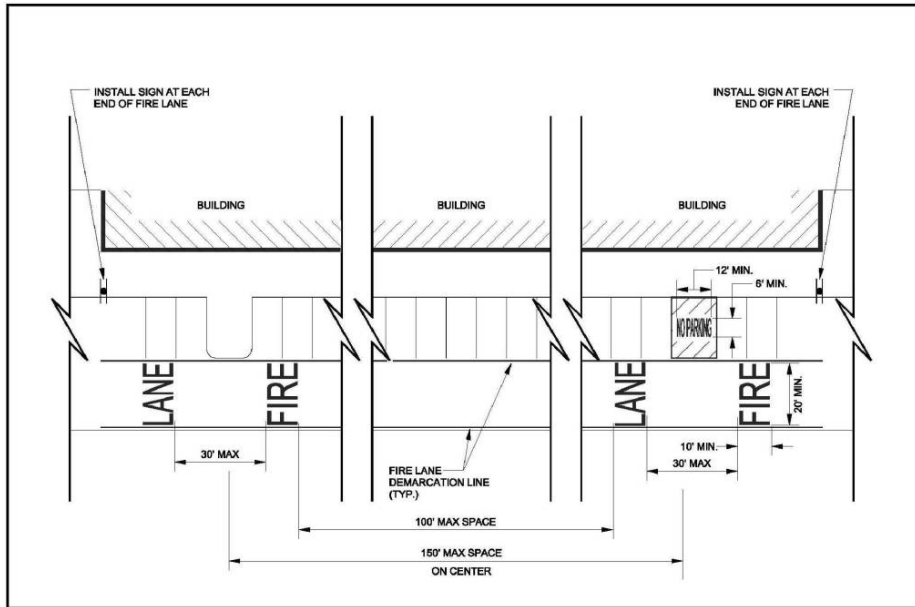 INSTALL SIGN AT EACH
END OF FIRE LANE
INSTALL SIGN AT EACH
END OF FIRE LANE
BUILDING
BUILDING
BUILDING
12' MIN.
6' MIN.
NO PARKING
LANE
FIRE
LANE
FIRE
20' MIN.
30' MAX
10' MIN.
30' MAX
FIRE LANE
DEMARCATION LINE
(TYP.)
100' MAX SPACE
150' MAX SPACE
ON CENTER